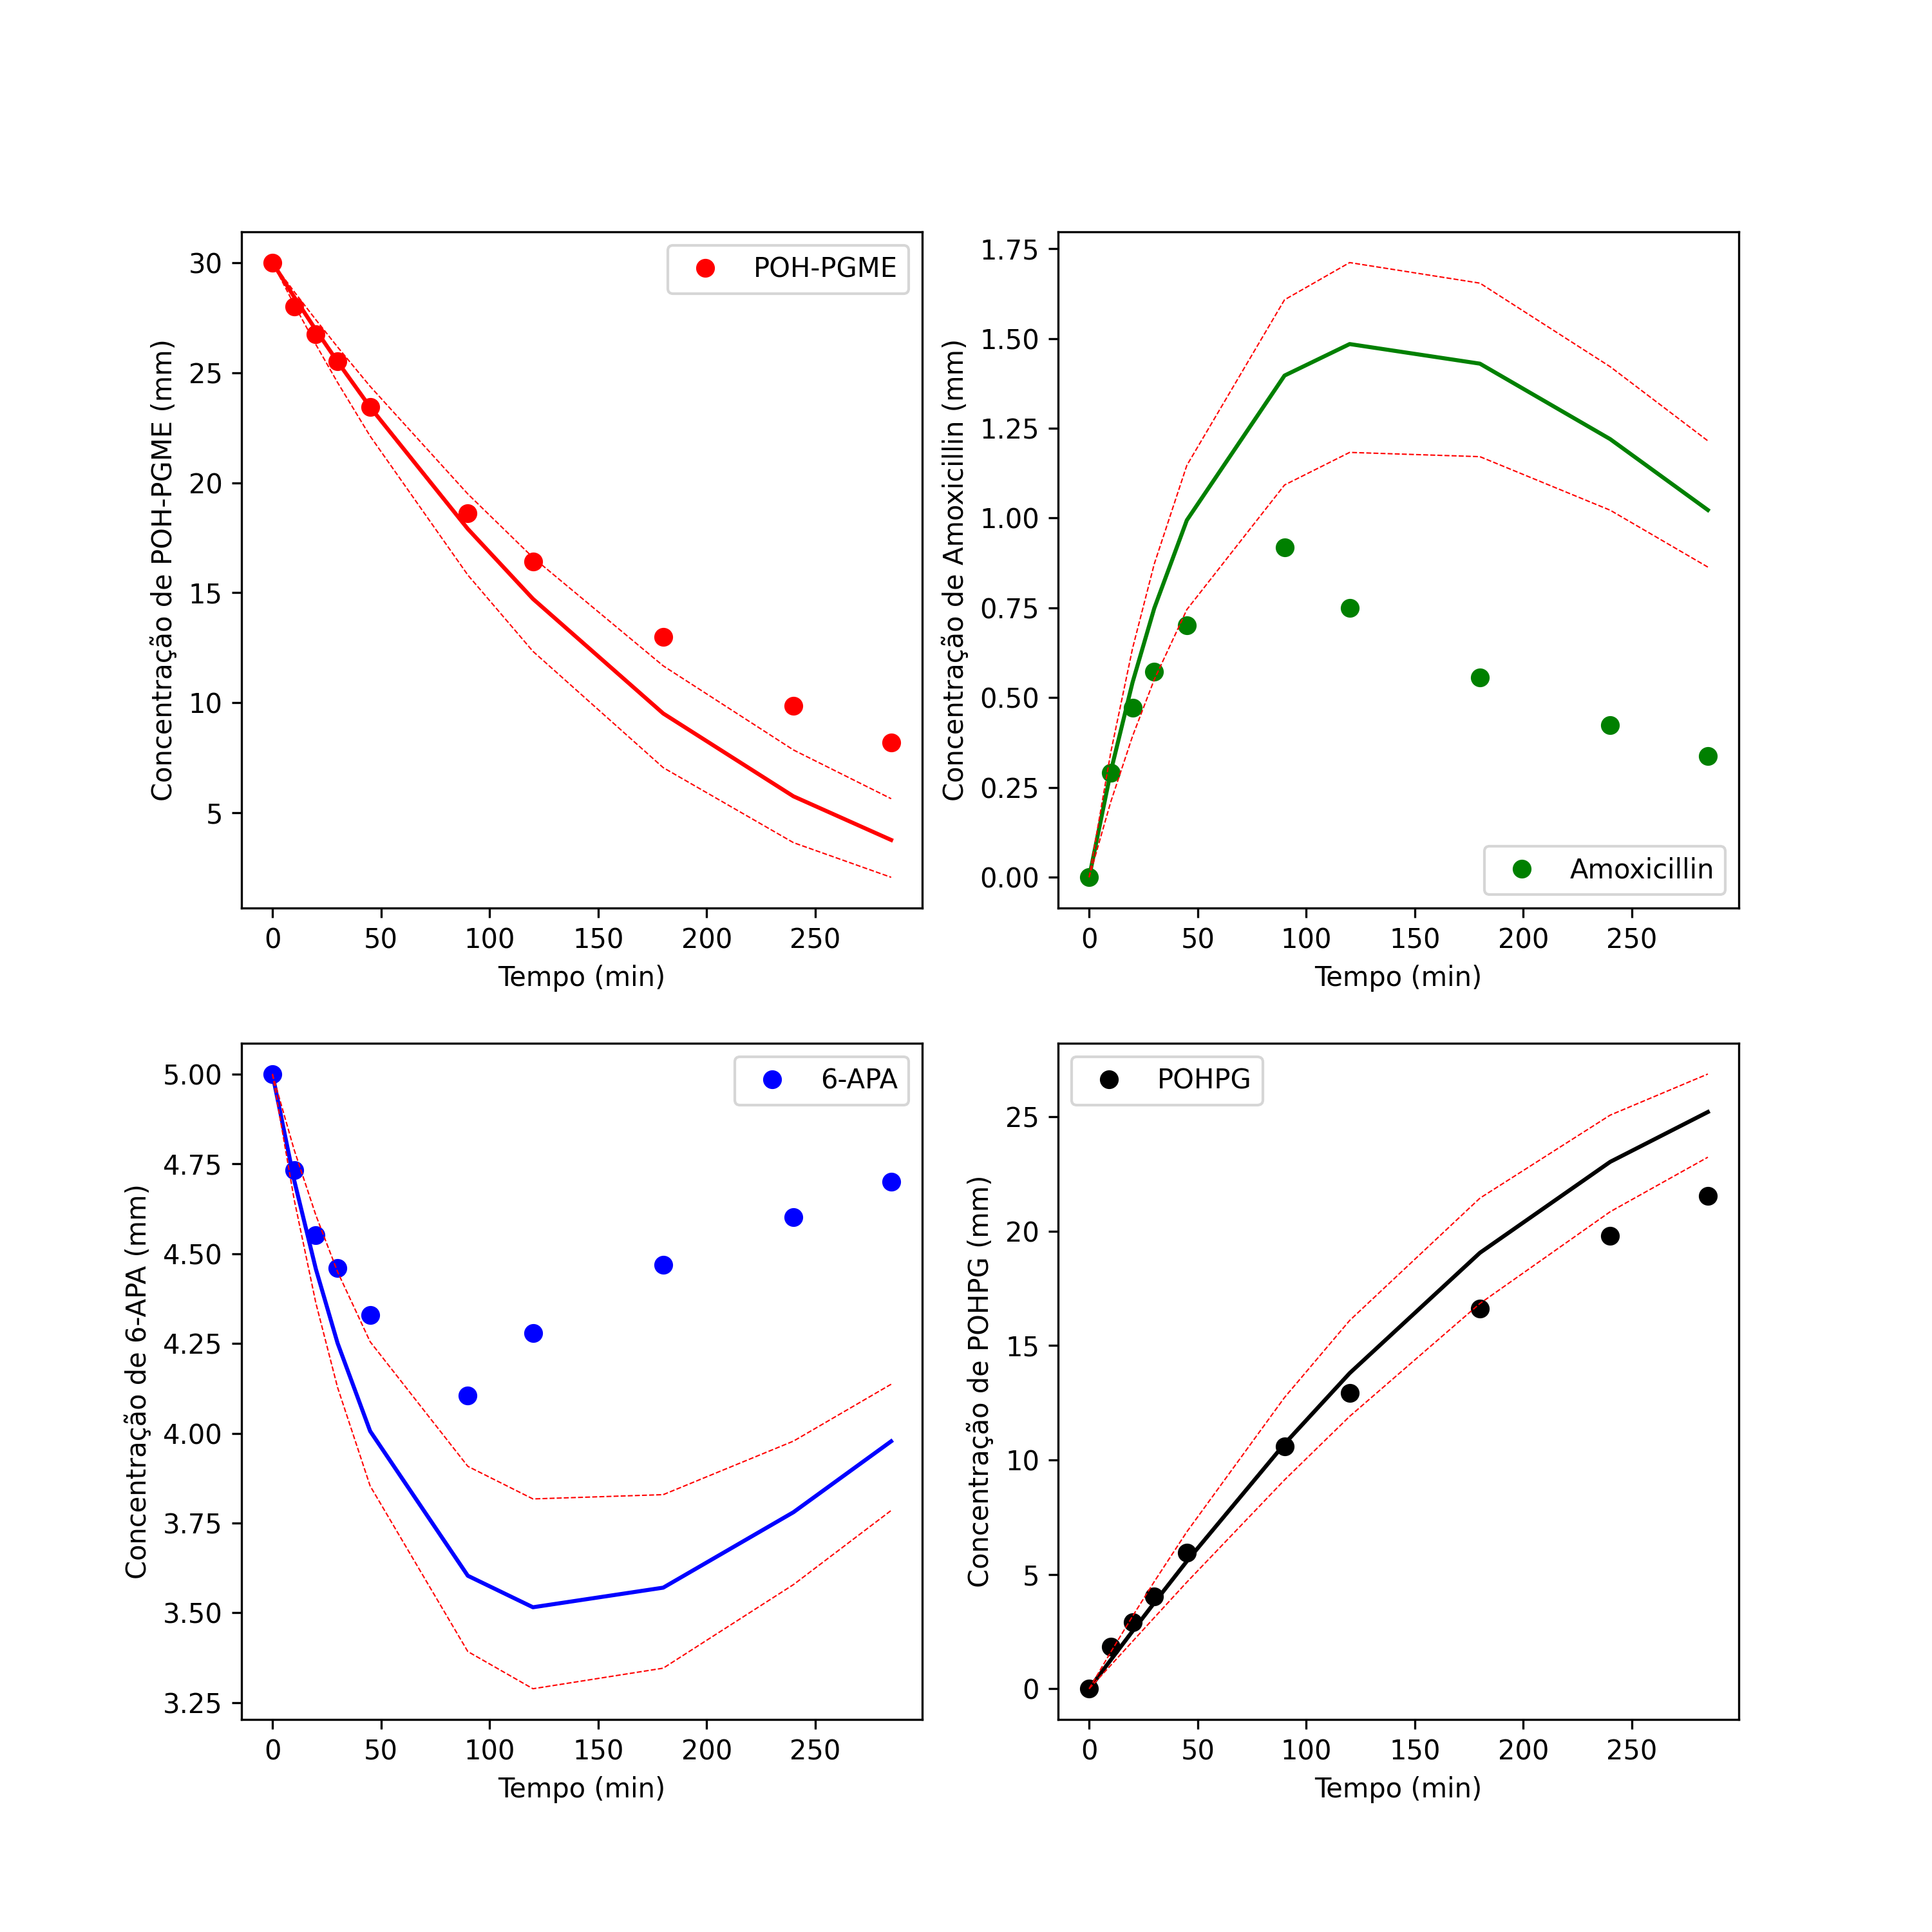 30
25
20
15
10
5
Concentração de POH-PGME (mm)
POH-PGME
0 50 100 150 200 250
Tempo (min)
1.75
1.50
1.25
1.00
0.75
0.50
0.25
0.00
Concentração de Amoxicillin (mm)
Amoxicillin
0 50 100 150 200 250
Tempo (min)
5.00
4.75
4.50
4.25
4.00
3.75
3.50
3.25
Concentração de 6-APA (mm)
6-APA
0 50 100 150 200 250
Tempo (min)
25
20
15
10
5
0
Concentração de POHPG (mm)
POHPG
0 50 100 150 200 250
Tempo (min)